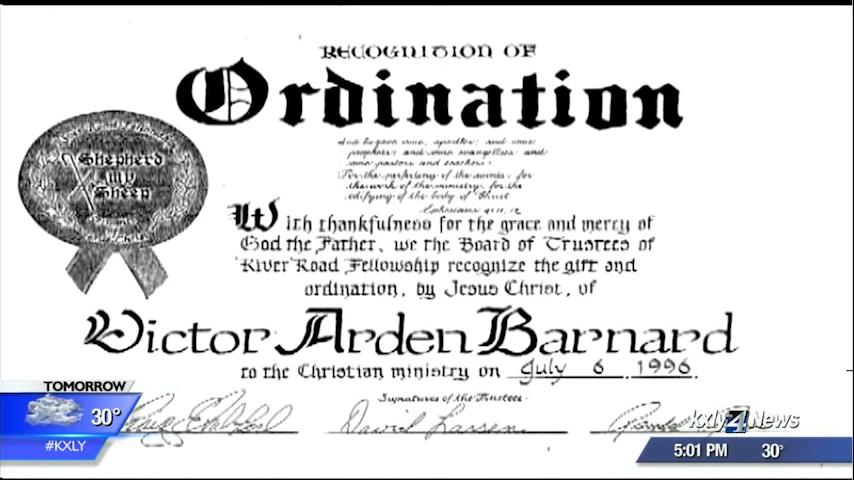 RECOGNITION OF
Ordination
And he gave some, apostles; and some
prophets; and some evangelists; and
some pastors and teachers;
For the perfecting of the saints, for
the work of the ministry, for the
edifying of the body of Christ
Ephesians 4:11, 12
Shepherd
my
Sheep
With thankfulness for the grace and mercy of
God the Father, we the Board of Trustees of
River Road Fellowship recognize the gift and
ordination, by Jesus Christ, of
Victor Arden Barnard
to the Christian ministry on July 6, 1996.
Signatures of the Trustees
David Larsen
TOMORROW
30°
#KXLY
kxly 4 News
5:01 PM 30°